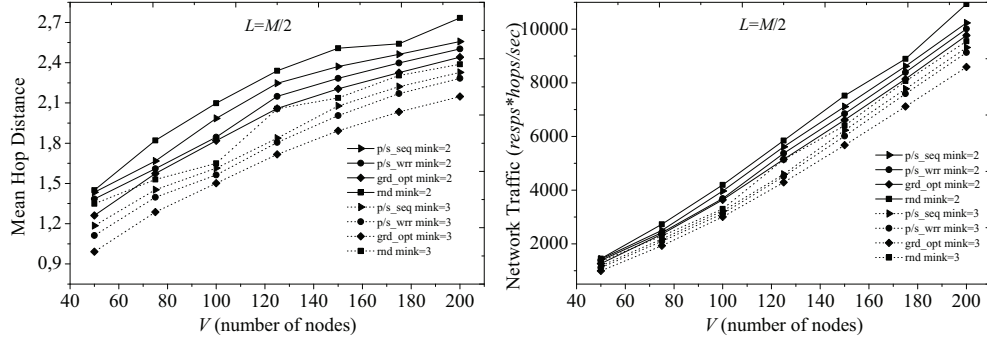 L=M/2
Mean Hop Distance
2,7
2,4
2,1
1,8
1,5
1,2
0,9
p/s_seq mink=2
p/s_wrr mink=2
grd_opt mink=2
rnd mink=2
p/s_seq mink=3
p/s_wrr mink=3
grd_opt mink=3
rnd mink=3
40 60 80 100 120 140 160 180 200
V (number of nodes)
L=M/2
Network Traffic (resps*hops/sec)
10000
8000
6000
4000
2000
p/s_seq mink=2
p/s_wrr mink=2
grd_opt mink=2
rnd mink=2
p/s_seq mink=3
p/s_wrr mink=3
grd_opt mink=3
rnd mink=3
40 60 80 100 120 140 160 180 200
V (number of nodes)